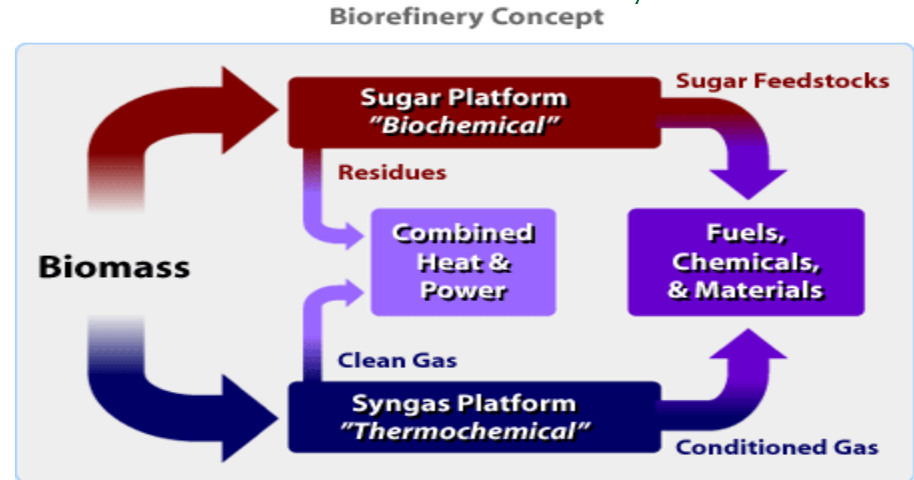 Biorefinery Concept
Sugar Platform
”Biochemical”
Sugar Feedstocks
Residues
Biomass
Combined
Heat &
Power
Fuels,
Chemicals,
& Materials
Clean Gas
Syngas Platform
”Thermochemical”
Conditioned Gas